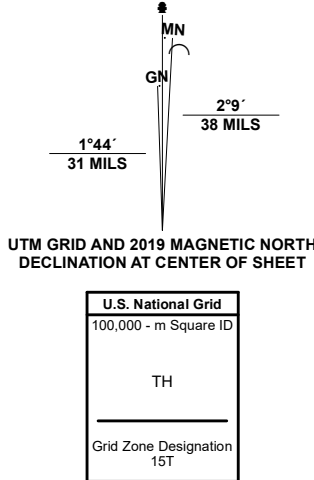 MN
GN
2°9´
38 MILS
1°44´
31 MILS
UTM GRID AND 2019 MAGNETIC NORTH
DECLINATION AT CENTER OF SHEET
U.S. National Grid
100,000 - m Square ID
TH
Grid Zone Designation
15T